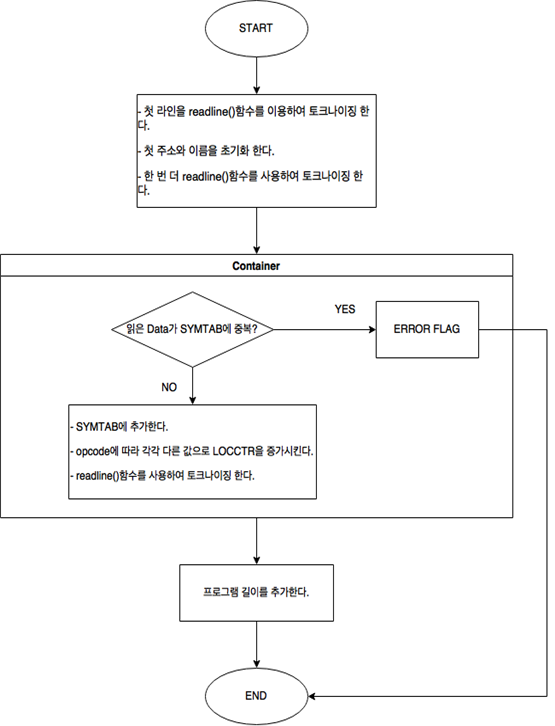 START
- 첫 라인을 readline()함수를 이용하여 토크나이징 한
다.
- 첫 주소와 이름을 초기화 한다.
- 한 번 더 readline()함수를 사용하여 토크나이징 한
다.
Container
읽은 Data가 SYMTAB에 중복?
YES
ERROR FLAG
NO
- SYMTAB에 추가한다.
- opcode에 따라 각각 다른 값으로 LOCCTR을 증가시킨다.
- readline()함수를 사용하여 토크나이징 한다.
프로그램 길이를 추가한다.
END